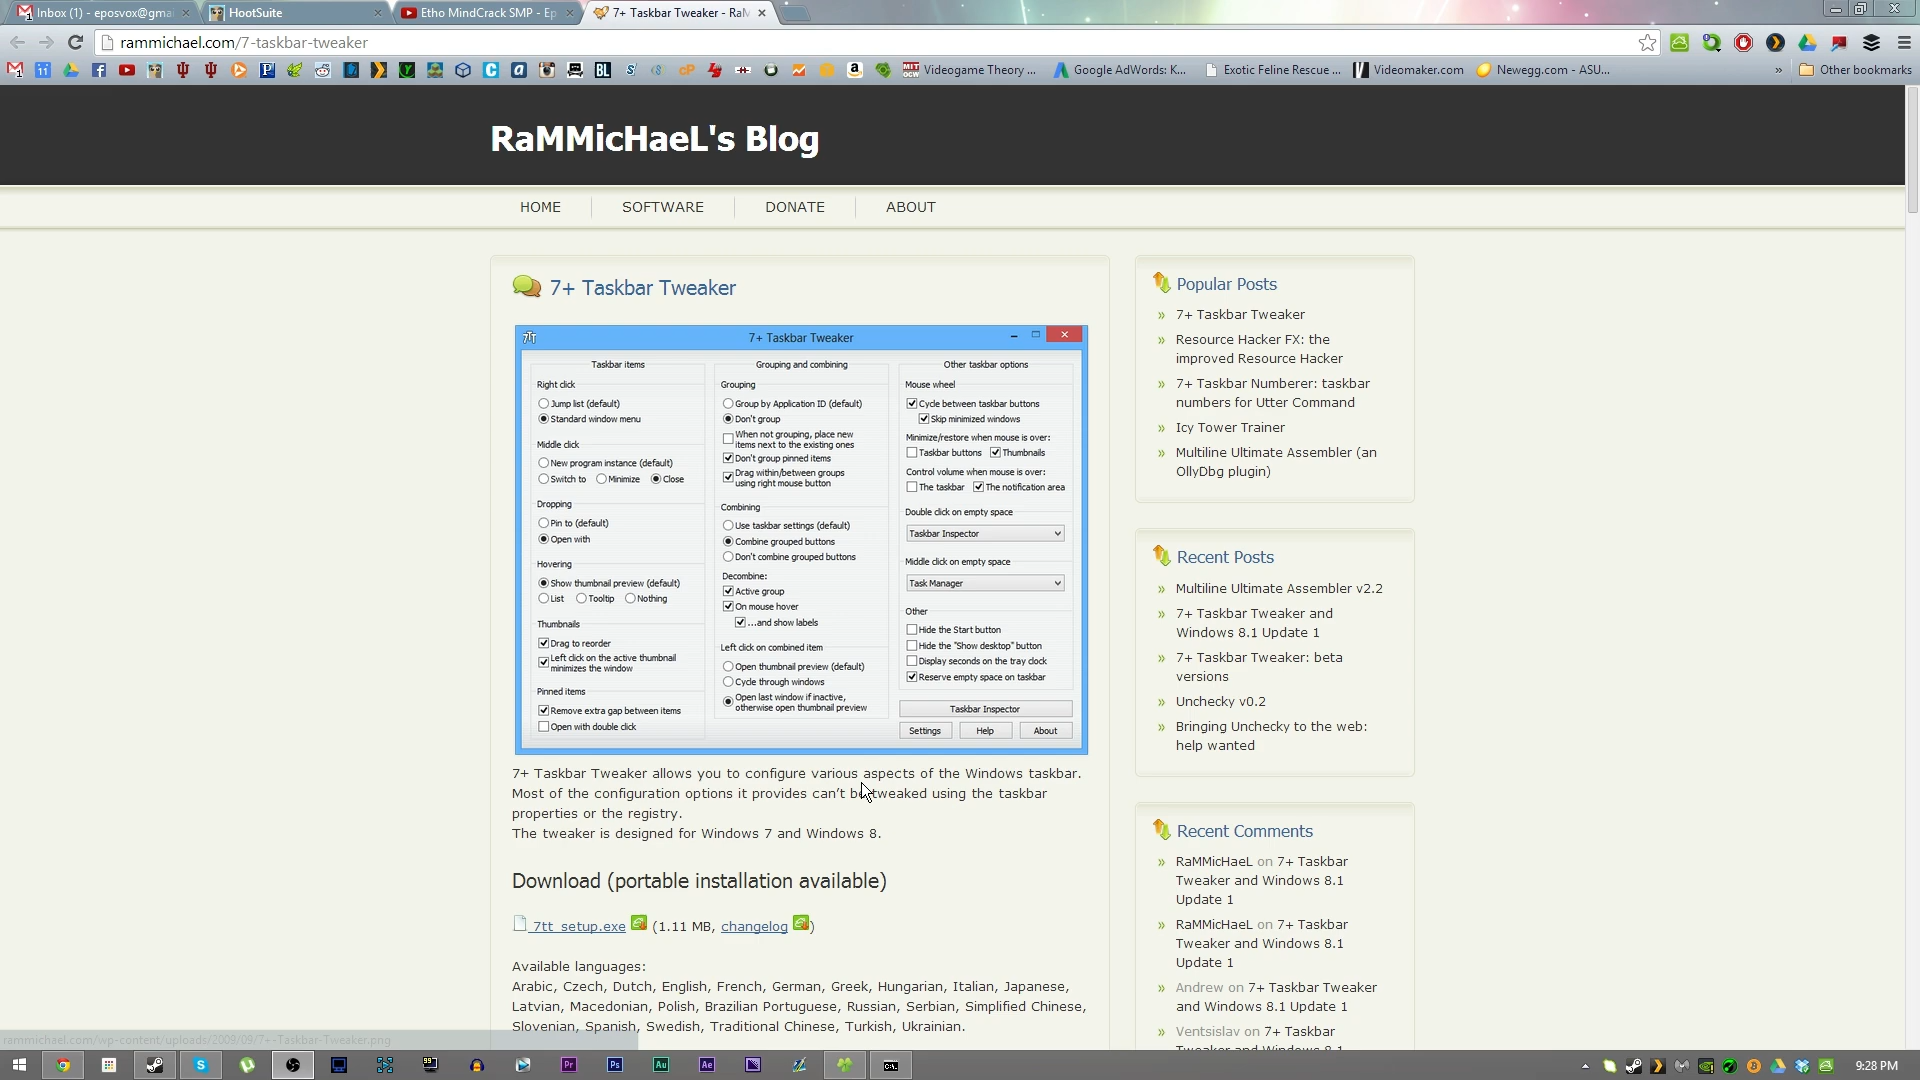 Inbox (1) - eposvox@gma
HootSuite
Etho MindCrack SMP - Ep
7+ Taskbar Tweaker - RaM
rammichael.com/7-taskbar-tweaker
Videogame Theory ...
Google AdWords: K...
Exotic Feline Rescue ...
Videomaker.com
Newegg.com - ASU...
»
Other bookmarks
RaMMicHaeL's Blog
HOME
SOFTWARE
DONATE
ABOUT
7+ Taskbar Tweaker
7+ Taskbar Tweaker
Taskbar items
Right click
Jump list (default)
Standard window menu
Middle click
New program instance (default)
Switch to Minimize Close
Dropping
Pin to (default)
Open with
Hovering
Show thumbnail preview (default)
List Tooltip Nothing
Thumbnails
Drag to reorder
Left click on the active thumbnail
minimizes the window
Pinned items
Remove extra gap between items
Open with double click
Grouping and combining
Grouping
Group by Application ID (default)
Don't group
When not grouping, place new
items next to the existing ones
Don't group pinned items
Drag within/between groups
using right mouse button
Combining
Use taskbar settings (default)
Combine grouped buttons
Don't combine grouped buttons
Decombine:
Active group
On mouse hover
...and show labels
Left click on combined item
Open thumbnail preview (default)
Cycle through windows
Open last window if inactive,
otherwise open thumbnail preview
Other taskbar options
Mouse wheel
Cycle between taskbar buttons
Skip minimized windows
Minimize/restore when mouse is over:
Taskbar buttons Thumbnails
Control volume when mouse is over:
The taskbar The notification area
Double click on empty space
Taskbar Inspector
Middle click on empty space
Task Manager
Other
Hide the Start button
Hide the "Show desktop" button
Display seconds on the tray clock
Reserve empty space on taskbar
Taskbar Inspector
Settings Help About
7+ Taskbar Tweaker allows you to configure various aspects of the Windows taskbar.
Most of the configuration options it provides can't be tweaked using the taskbar
properties or the registry.
The tweaker is designed for Windows 7 and Windows 8.
Download (portable installation available)
7tt_setup.exe (1.11 MB, changelog )
Available languages:
Arabic, Czech, Dutch, English, French, German, Greek, Hungarian, Italian, Japanese,
Latvian, Macedonian, Polish, Brazilian Portuguese, Russian, Serbian, Simplified Chinese,
Slovenian, Spanish, Swedish, Traditional Chinese, Turkish, Ukrainian.
Popular Posts
» 7+ Taskbar Tweaker
» Resource Hacker FX: the
improved Resource Hacker
» 7+ Taskbar Numberer: taskbar
numbers for Utter Command
» Icy Tower Trainer
» Multiline Ultimate Assembler (an
OllyDbg plugin)
Recent Posts
» Multiline Ultimate Assembler v2.2
» 7+ Taskbar Tweaker and
Windows 8.1 Update 1
» 7+ Taskbar Tweaker: beta
versions
» Unchecky v0.2
» Bringing Unchecky to the web:
help wanted
Recent Comments
» RaMMicHaeL on 7+ Taskbar
Tweaker and Windows 8.1
Update 1
» RaMMicHaeL on 7+ Taskbar
Tweaker and Windows 8.1
Update 1
» Andrew on 7+ Taskbar Tweaker
and Windows 8.1 Update 1
» Ventsislav on 7+ Taskbar
Tweaker and Windows 8.1
rammichael.com/wp-content/uploads/2009/09/7+-Taskbar-Tweaker.png
9:28 PM